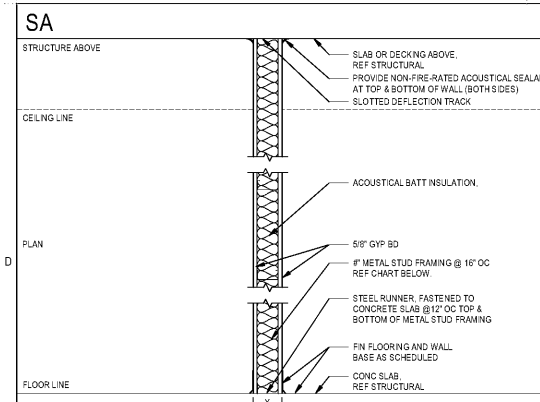 SA
STRUCTURE ABOVE
SLAB OR DECKING ABOVE,
REF STRUCTURAL
PROVIDE NON-FIRE-RATED ACOUSTICAL SEALA
AT TOP & BOTTOM OF WALL (BOTH SIDES)
SLOTTED DEFLECTION TRACK
CEILING LINE
ACOUSTICAL BATT INSULATION,
PLAN
5/8" GYP BD
D
#" METAL STUD FRAMING @ 16" OC
REF CHART BELOW.
STEEL RUNNER, FASTENED TO
CONCRETE SLAB @12" OC TOP &
BOTTOM OF METAL STUD FRAMING
FIN FLOORING AND WALL
BASE AS SCHEDULED
FLOOR LINE
CONC SLAB,
REF STRUCTURAL
X